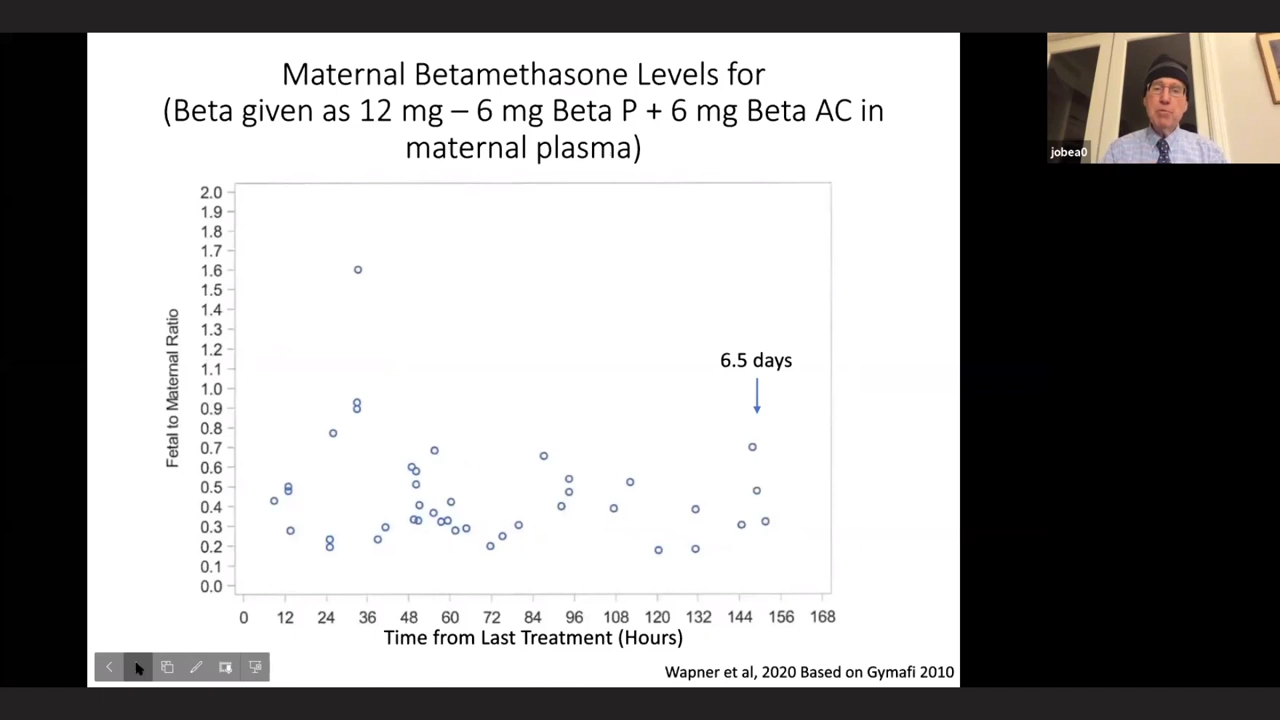 Maternal Betamethasone Levels for
(Beta given as 12 mg – 6 mg Beta P + 6 mg Beta AC in
maternal plasma)
jobea0
2.0
1.9
1.8
1.7
1.6
1.5
1.4
1.3
1.2
1.1
1.0
0.9
0.8
0.7
0.6
0.5
0.4
0.3
0.2
0.1
0.0
Fetal to Maternal Ratio
6.5 days
0 12 24 36 48 60 72 84 96 108 120 132 144 156 168
Time from Last Treatment (Hours)
Wapner et al, 2020 Based on Gymafi 2010